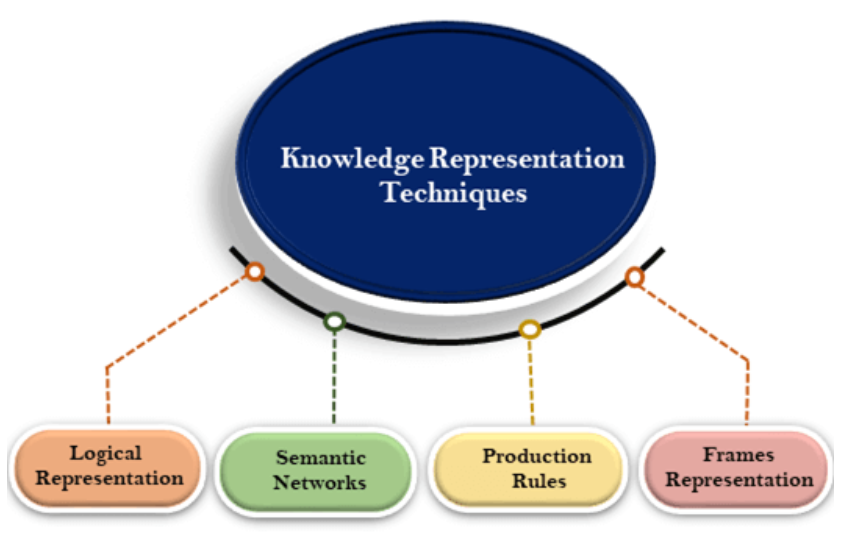 Knowledge Representation
Techniques
Logical
Representation
Semantic
Networks
Production
Rules
Frames
Representation